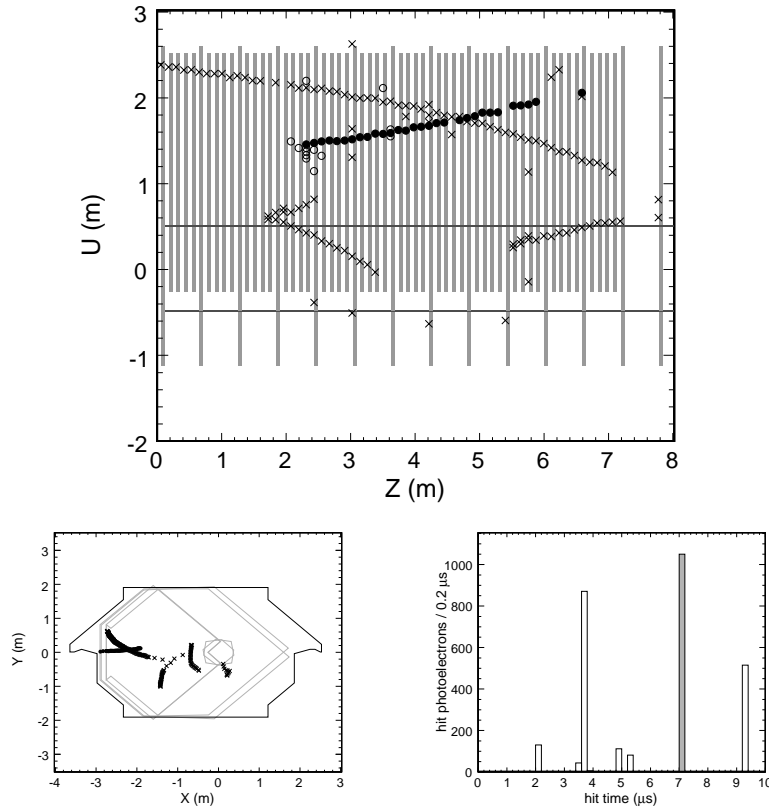 3
2
1
0
-1
-2
U (m)
0 1 2 3 4 5 6 7 8
Z (m)
3
2
1
0
-1
-2
-3
Y (m)
-4 -3 -2 -1 0 1 2 3
X (m)
1000
800
600
400
200
0
hit photoelectrons / 0.2 μs
0 1 2 3 4 5 6 7 8 9 10
hit time (μs)